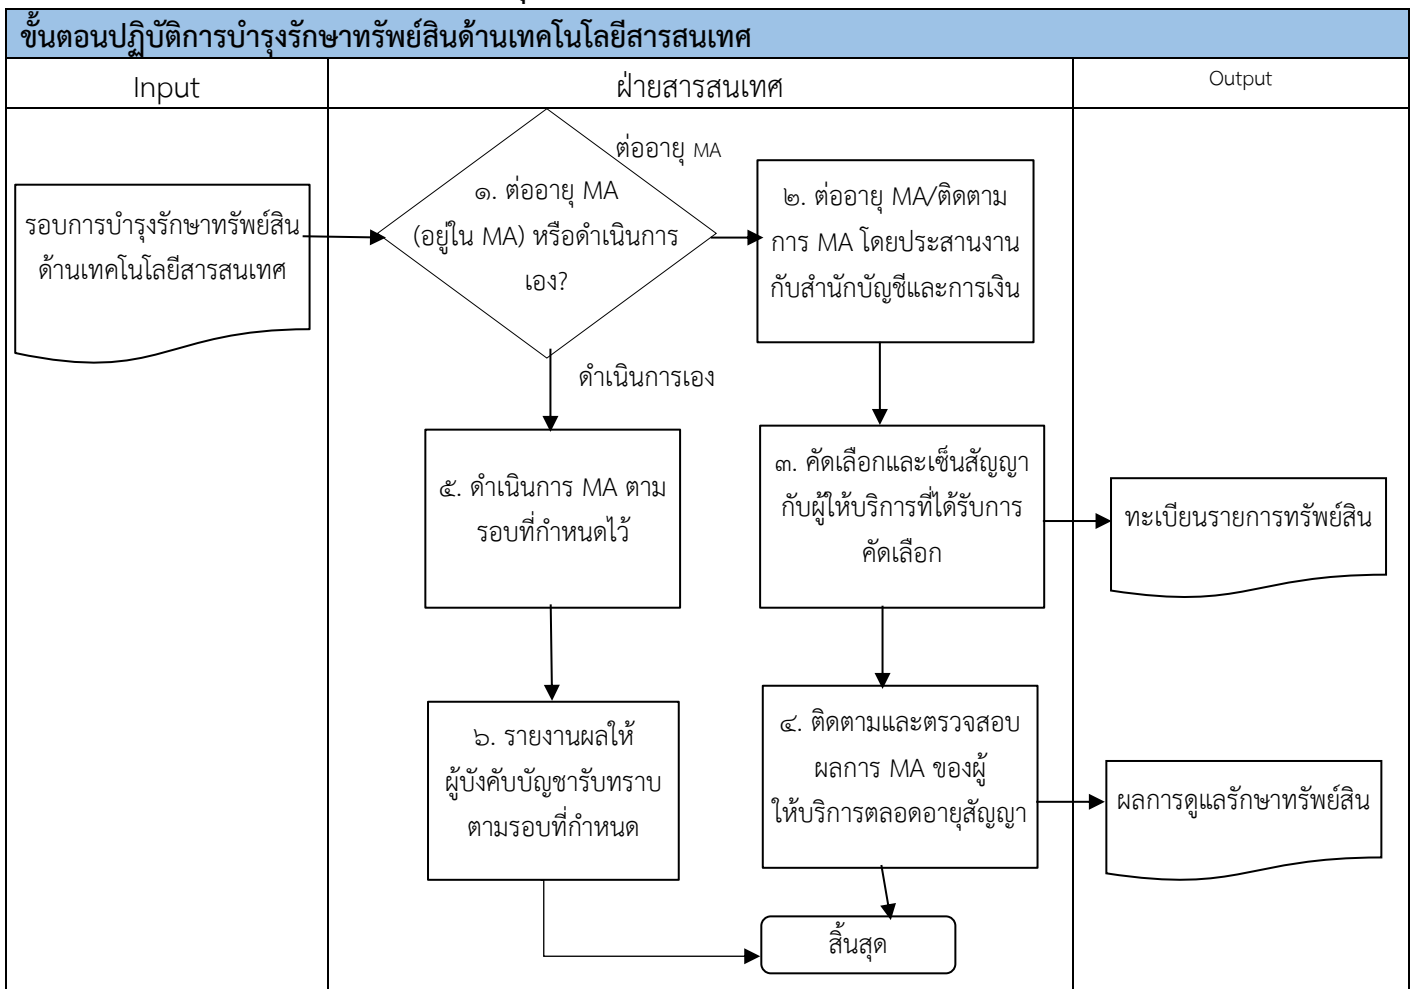 ขั้นตอนปฏิบัติการบำรุงรักษาทรัพย์สินด้านเทคโนโลยีสารสนเทศ
Input
ฝ่ายสารสนเทศ
Output
รอบการบำรุงรักษาทรัพย์สิน
ด้านเทคโนโลยีสารสนเทศ
๑. ต่ออายุ MA
(อยู่ใน MA) หรือดำเนินการ
เอง?
ต่ออายุ MA
๒. ต่ออายุ MA/ติดตาม
การ MA โดยประสานงาน
กับสำนักบัญชีและการเงิน
ดำเนินการเอง
๓. คัดเลือกและเซ็นสัญญา
กับผู้ให้บริการที่ได้รับการ
คัดเลือก
ทะเบียนรายการทรัพย์สิน
๕. ดำเนินการ MA ตาม
รอบที่กำหนดไว้
๔. ติดตามและตรวจสอบ
ผลการ MA ของผู้
ให้บริการตลอดอายุสัญญา
ผลการดูแลรักษาทรัพย์สิน
๖. รายงานผลให้
ผู้บังคับบัญชารับทราบ
ตามรอบที่กำหนด
สิ้นสุด